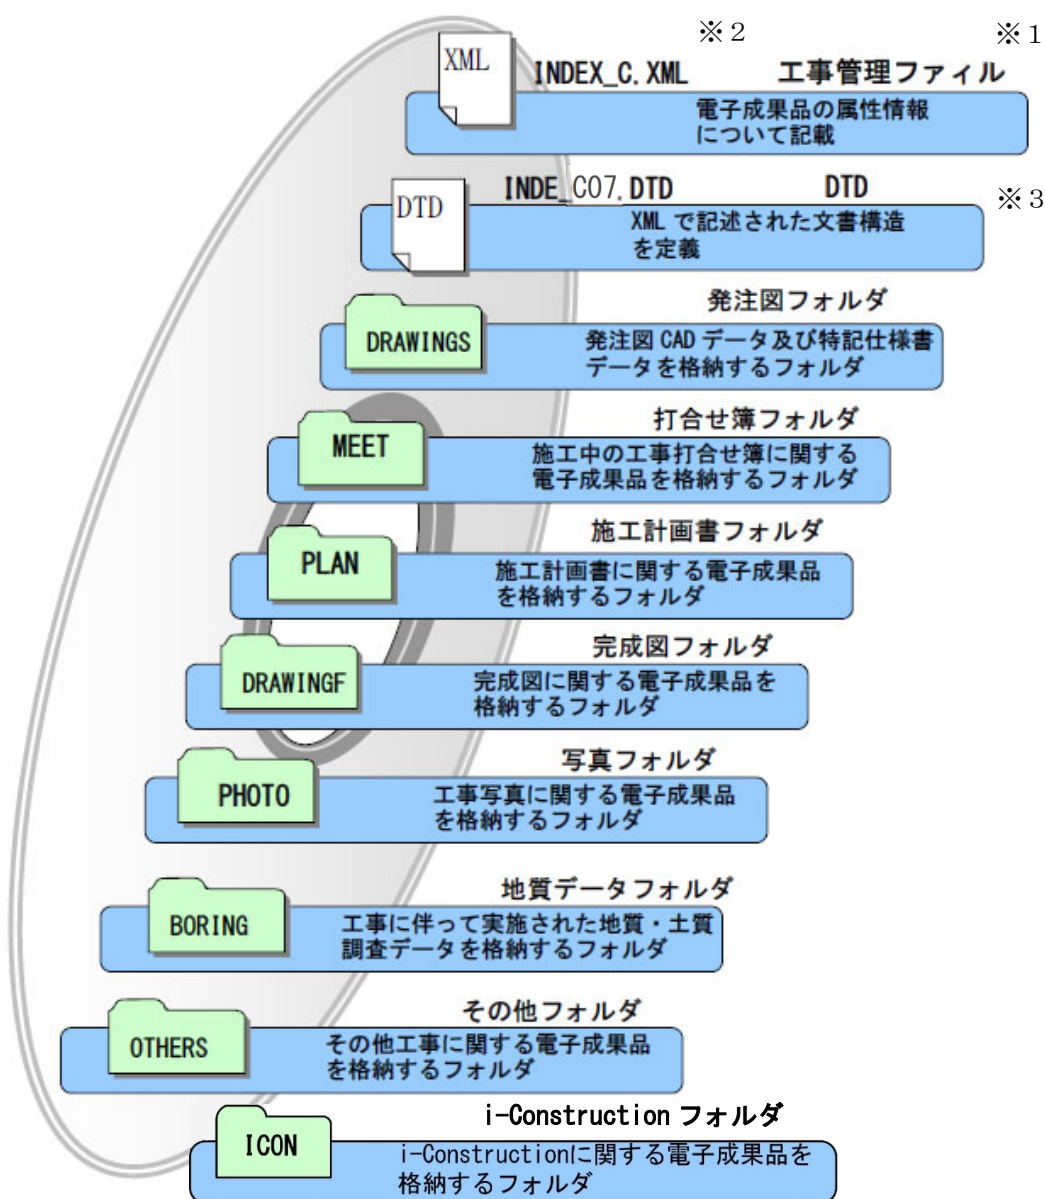 ※２
※１
XML
INDEX_C.XML 工事管理ファィル
電子成果品の属性情報
について記載
INDE_C07.DTD DTD
※３
DTD
XML で記述された文書構造
を定義
発注図フォルダ
DRAWINGS
発注図 CAD データ及び特記仕様書
データを格納するフォルダ
打合せ簿フォルダ
MEET
施工中の工事打合せ簿に関する
電子成果品を格納するフォルダ
施工計画書フォルダ
PLAN
施工計画書に関する電子成果品
を格納するフォルダ
完成図フォルダ
DRAWINGF
完成図に関する電子成果品を
格納するフォルダ
写真フォルダ
PHOTO
工事写真に関する電子成果品
を格納するフォルダ
地質データフォルダ
BORING
工事に伴って実施された地質・土質
調査データを格納するフォルダ
その他フォルダ
OTHERS
その他工事に関する電子成果品
を格納するフォルダ
i-Construction フォルダ
ICON
i-Constructionに関する電子成果品を
格納するフォルダ